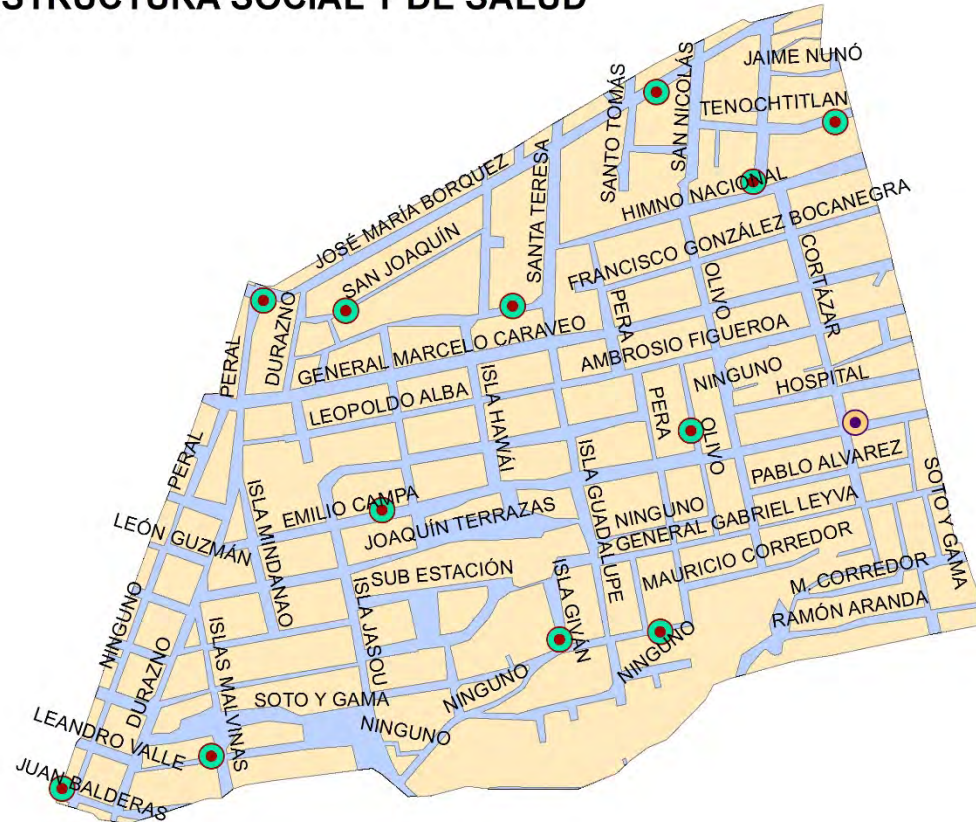 STRUCTURA SOCIAL Y DE SALUD
JAIME NUNÓ
TENOCHTITLAN
SANTO TOMÁS
SAN NICOLÁS
HIMNO NACIONAL
FRANCISCO GONZÁLEZ BOCANEGRA
JOSÉ MARÍA BORQUEZ
SAN JOAQUÍN
SANTA TERESA
PERAL
DURAZNO
GENERAL MARCELO CARAVEO
PERA
OLIVO
CORTÁZAR
AMBROSIO FIGUEROA
NINGUNO
HOSPITAL
LEOPOLDO ALBA
ISLA HAWÁI
PERA
OLIVO
PERAL
PABLO ALVAREZ
EMILIO CAMPA
LEÓN GUZMÁN
ISLA MINDANAO
JOAQUÍN TERRAZAS
ISLA GUADALUPE
NINGUNO
GENERAL GABRIEL LEYVA
SOTO Y GAMA
SUB ESTACIÓN
MAURICIO CORREDOR
M. CORREDOR
RAMÓN ARANDA
NINGUNO
DURAZNO
ISLAS MALVINAS
ISLA JASOU
ISLA GIVÁN
NINGUNO
NINGUNO
SOTO Y GAMA
NINGUNO
LEANDRO VALLE
JUAN BALDERAS